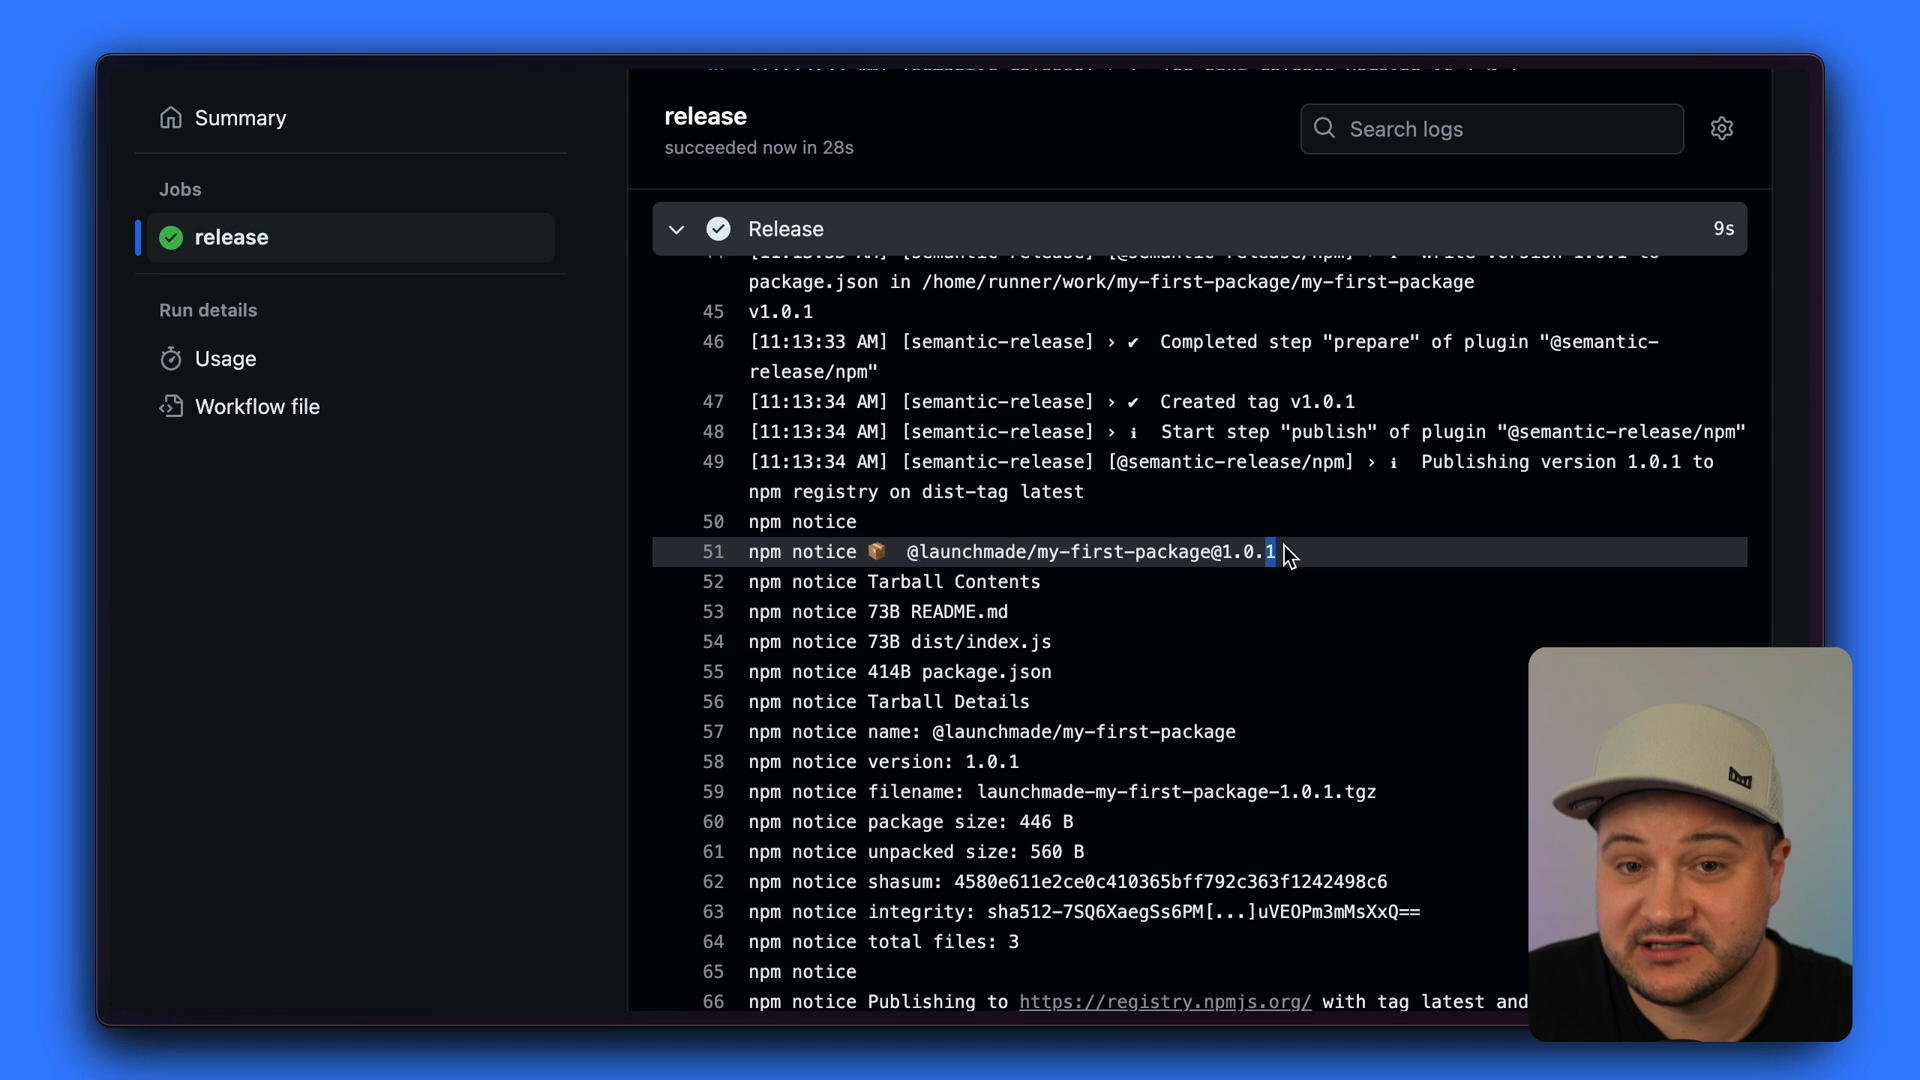 Summary
Jobs
release
Run details
Usage
Workflow file
release
succeeded now in 28s
Search logs
Release
9s
package.json in /home/runner/work/my-first-package/my-first-package
45 v1.0.1
46 [11:13:33 AM] [semantic-release] › ✔ Completed step "prepare" of plugin "@semantic-
release/npm"
47 [11:13:34 AM] [semantic-release] › ✔ Created tag v1.0.1
48 [11:13:34 AM] [semantic-release] › ℹ Start step "publish" of plugin "@semantic-release/npm"
49 [11:13:34 AM] [semantic-release] [@semantic-release/npm] › ℹ Publishing version 1.0.1 to
npm registry on dist-tag latest
50 npm notice
51 npm notice 📦 @launchmade/my-first-package@1.0.1
52 npm notice Tarball Contents
53 npm notice 73B README.md
54 npm notice 73B dist/index.js
55 npm notice 414B package.json
56 npm notice Tarball Details
57 npm notice name: @launchmade/my-first-package
58 npm notice version: 1.0.1
59 npm notice filename: launchmade-my-first-package-1.0.1.tgz
60 npm notice package size: 446 B
61 npm notice unpacked size: 560 B
62 npm notice shasum: 4580e611e2ce0c410365bff792c363f1242498c6
63 npm notice integrity: sha512-7SQ6XaegSs6PM[...]uVEOPm3mMsXxQ==
64 npm notice total files: 3
65 npm notice
66 npm notice Publishing to https://registry.npmjs.org/ with tag latest and